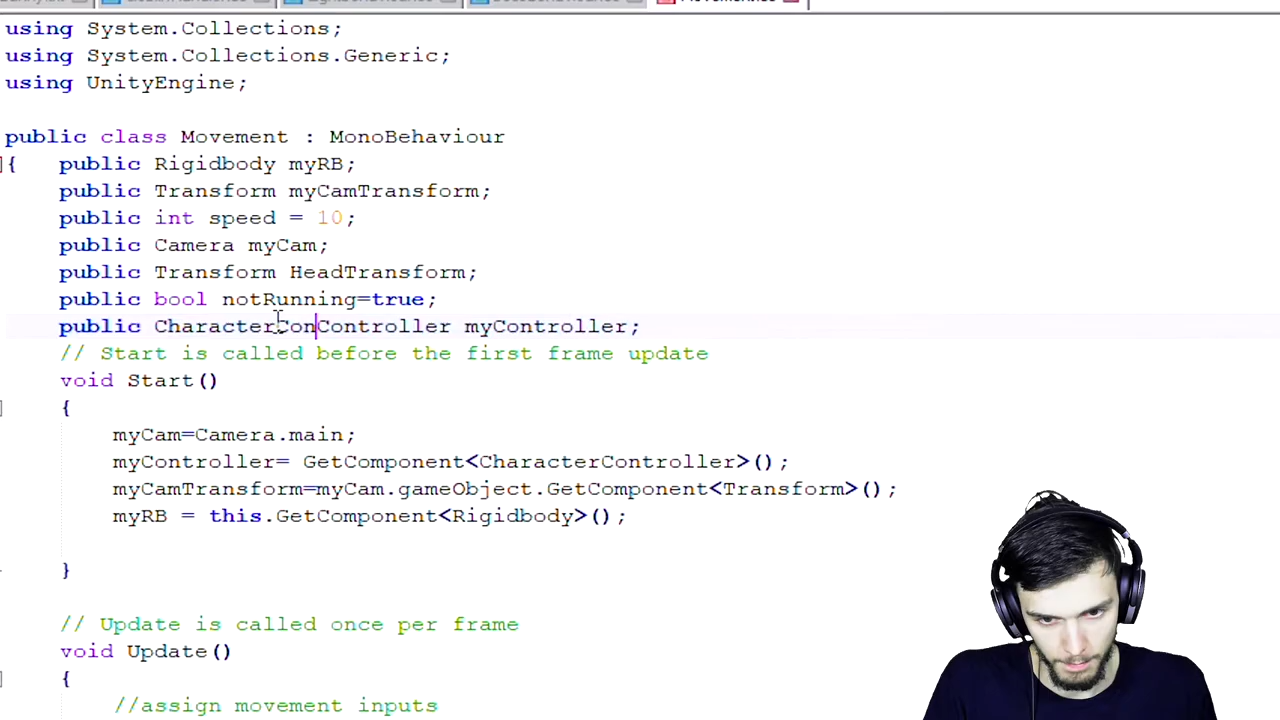 using System.Collections;
using System.Collections.Generic;
using UnityEngine;
public class Movement : MonoBehaviour
{ public Rigidbody myRB;
public Transform myCamTransform;
public int speed = 10;
public Camera myCam;
public Transform HeadTransform;
public bool notRunning=true;
public CharacterConController myController;
// Start is called before the first frame update
void Start()
{
myCam=Camera.main;
myController= GetComponent<CharacterController>();
myCamTransform=myCam.gameObject.GetComponent<Transform>();
myRB = this.GetComponent<Rigidbody>();
}
// Update is called once per frame
void Update()
{
//assign movement inputs